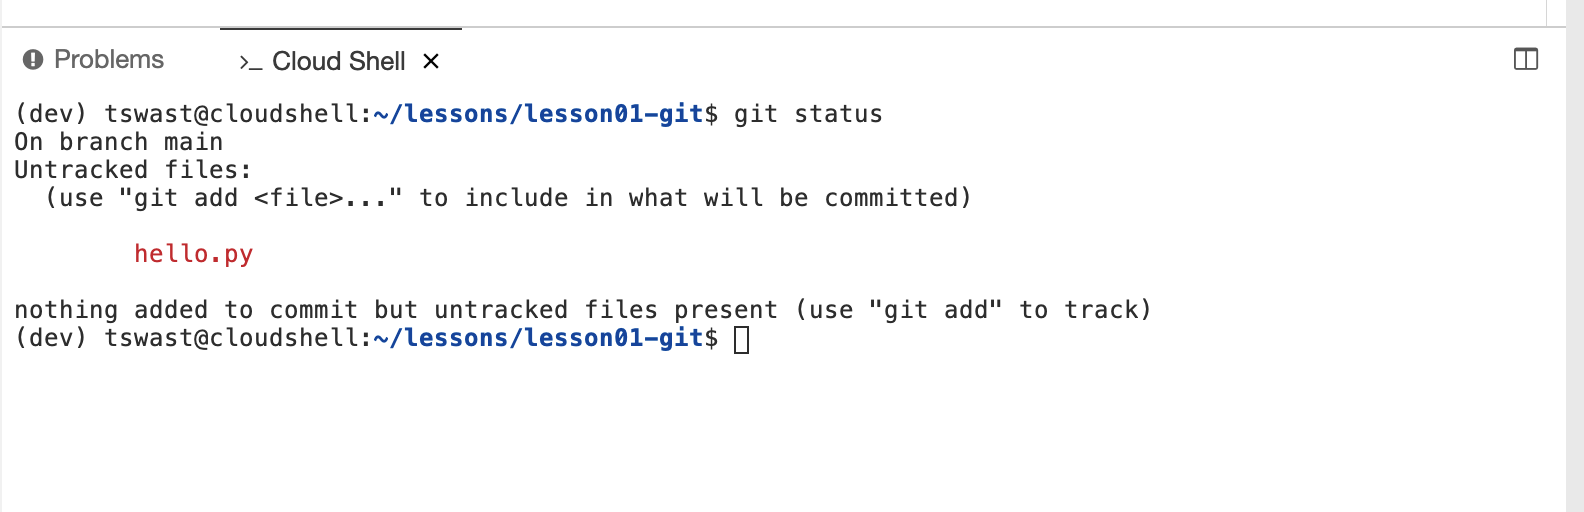 Problems
>_ Cloud Shell ×
(dev) tswast@cloudshell:~/lessons/lesson01-git$ git status
On branch main
Untracked files:
  (use "git add <file>..." to include in what will be committed)
        hello.py
nothing added to commit but untracked files present (use "git add" to track)
(dev) tswast@cloudshell:~/lessons/lesson01-git$